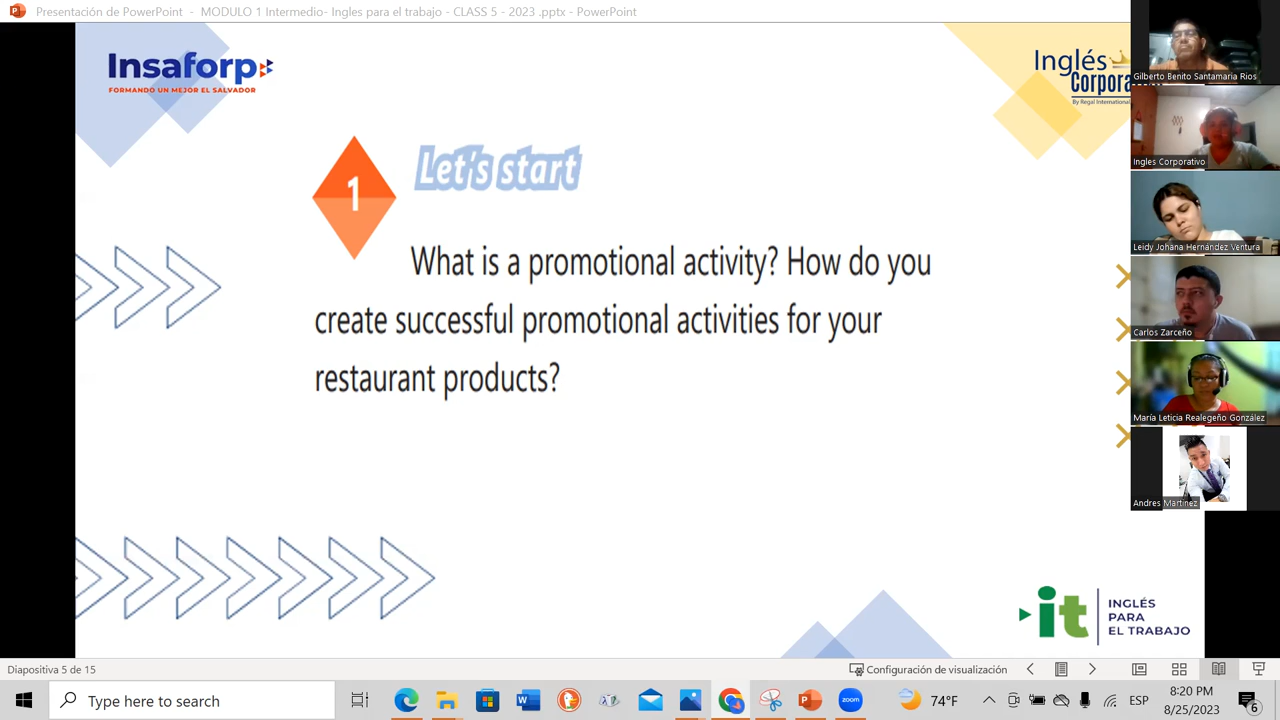 Presentación de PowerPoint - MODULO 1 Intermedio- Ingles para el trabajo - CLASS 5 - 2023 .pptx - PowerPoint
Insaforp
FORMANDO UN MEJOR EL SALVADOR
Inglés
Corpora
By Regal International
1
Let's start
What is a promotional activity? How do you
create successful promotional activities for your
restaurant products?
it
INGLÉS
PARA
EL TRABAJO
Gilberto Benito Santamaria Rios
Ingles Corporativo
Leidy Johana Hernández Ventura
Carlos Zarceño
María Leticia Realegeño González
Andres Martinez
Diapositiva 5 de 15
Configuración de visualización
Type here to search
zoom
74°F
ESP
8:20 PM
8/25/2023
6